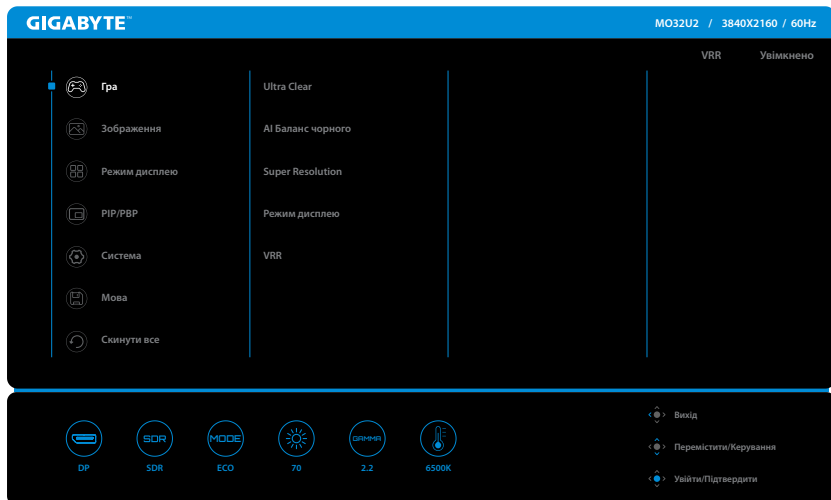 GIGABYTE™
MO32U2 / 3840X2160 / 60Hz
VRR Увімкнено
Гра
Зображення
Режим дисплею
PIP/PBP
Система
Мова
Скинути все
Ultra Clear
AI Баланс чорного
Super Resolution
Режим дисплею
VRR
SDR
MODE
GAMMA
DP
SDR
ECO
70
2.2
6500K
Вихід
Перемістити/Керування
Увійти/Підтвердити